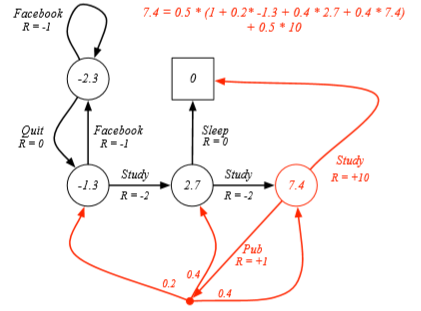 Facebook
R = -1
7.4 = 0.5 * (1 + 0.2* -1.3 + 0.4 * 2.7 + 0.4 * 7.4)
+ 0.5 * 10
-2.3
0
Quit
R = 0
Facebook
R = -1
Sleep
R = 0
Study
R = +10
-1.3
Study
R = -2
2.7
Study
R = -2
7.4
Pub
R = +1
0.2
0.4
0.4